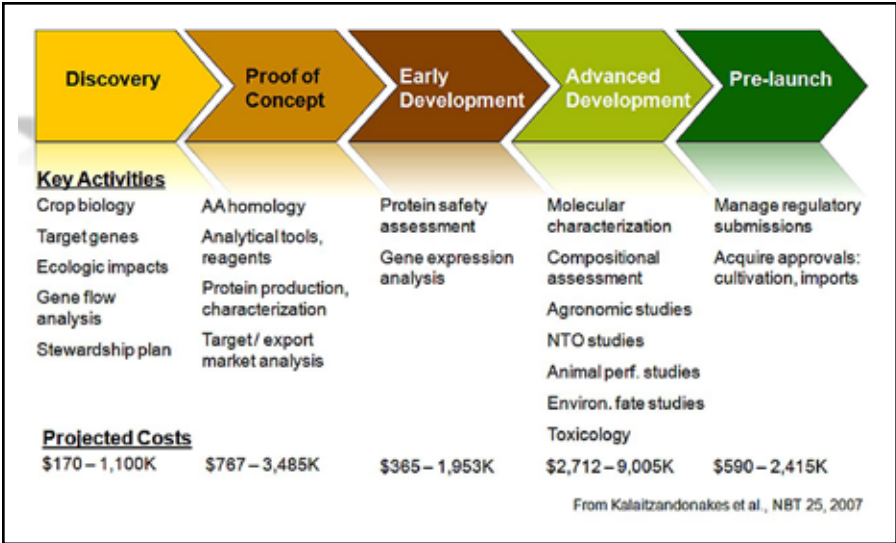 Discovery
Proof of
Concept
Early
Development
Advanced
Development
Pre-launch
Key Activities
Crop biology
Target genes
Ecologic impacts
Gene flow
analysis
Stewardship plan
AA homology
Analytical tools,
reagents
Protein production,
characterization
Target / export
market analysis
Protein safety
assessment
Gene expression
analysis
Molecular
characterization
Compositional
assessment
Agronomic studies
NTO studies
Animal perf. studies
Environ. fate studies
Toxicology
Manage regulatory
submissions
Acquire approvals:
cultivation, imports
Projected Costs
$170 – 1,100K
$767 – 3,485K
$365 – 1,953K
$2,712 – 9,005K
$590 – 2,415K
From Kalaitzandonakes et al., NBT 25, 2007